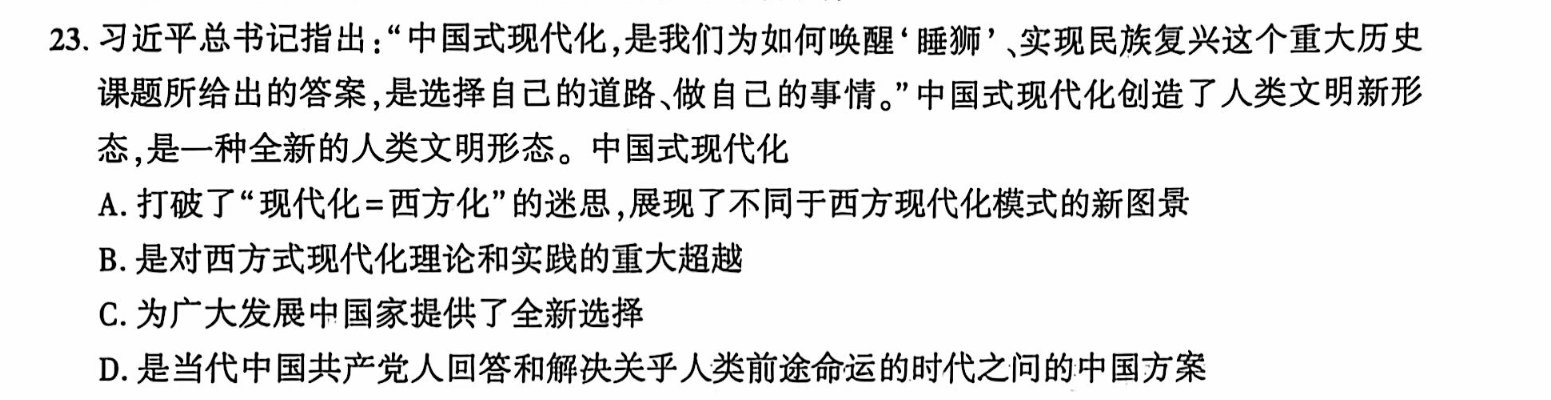 23. 习近平总书记指出:“中国式现代化,是我们为如何唤醒‘睡狮’、实现民族复兴这个重大历史
课题所给出的答案,是选择自己的道路、做自己的事情。”中国式现代化创造了人类文明新形
态,是一种全新的人类文明形态。中国式现代化
A. 打破了“现代化=西方化”的迷思,展现了不同于西方现代化模式的新图景
B. 是对西方式现代化理论和实践的重大超越
C. 为广大发展中国家提供了全新选择
D. 是当代中国共产党人回答和解决关乎人类前途命运的时代之问的中国方案